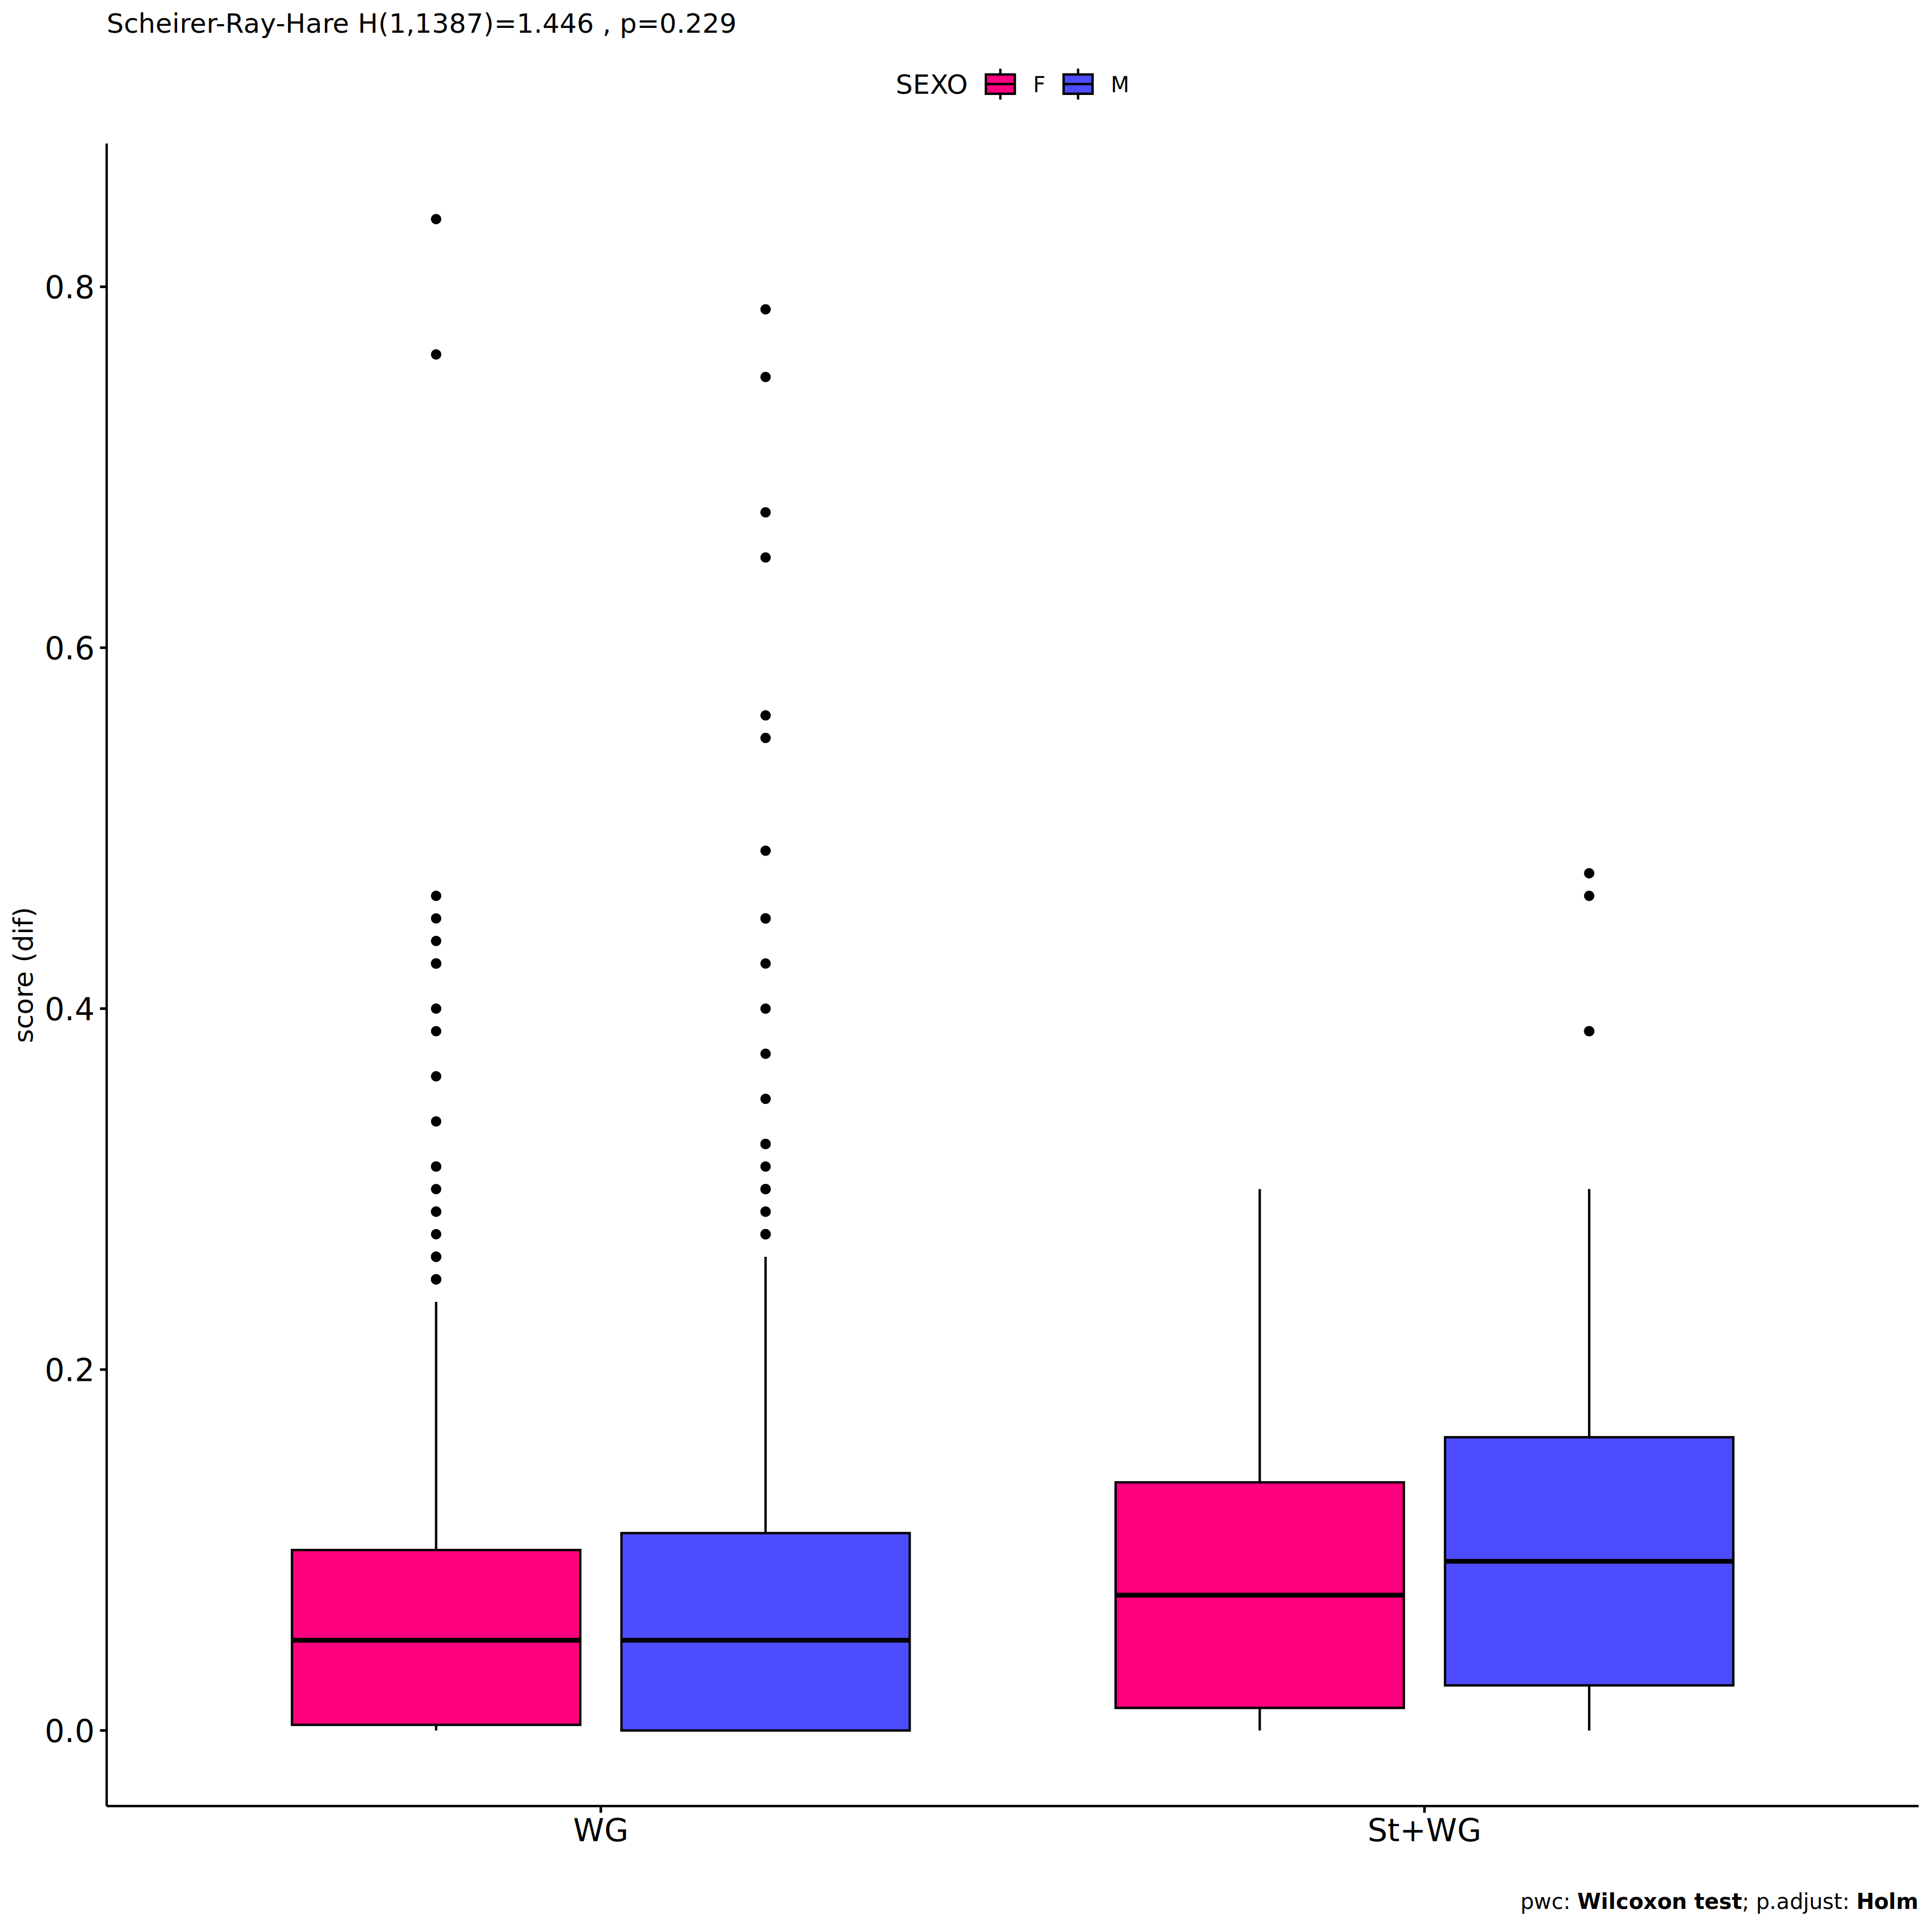 Scheirer-Ray-Hare H(1,1387)=1.446 , p=0.229
SEXO F M
score (dif)
0.8
0.6
0.4
0.2
0.0
WG St+WG
pwc: Wilcoxon test; p.adjust: Holm